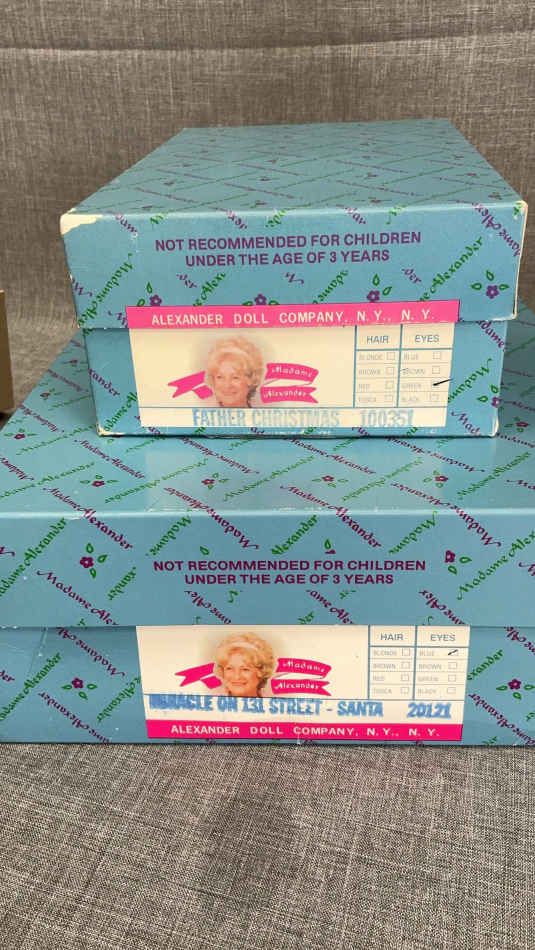 NOT RECOMMENDED FOR CHILDREN
UNDER THE AGE OF 3 YEARS
ALEXANDER DOLL COMPANY, N.Y., N.Y.
HAIR EYES
BLONDE BLUE
BROWN BROWN
RED GREEN
TOSCA BLACK
Madame
Alexander
FATHER CHRISTMAS 100351
Madame Alexander
NOT RECOMMENDED FOR CHILDREN
UNDER THE AGE OF 3 YEARS
HAIR EYES
BLONDE BLUE
BROWN BROWN
RED GREEN
TOSCA BLACK
Madame
Alexander
MIRACLE ON 131 STREET - SANTA 20121
ALEXANDER DOLL COMPANY, N.Y., N.Y.